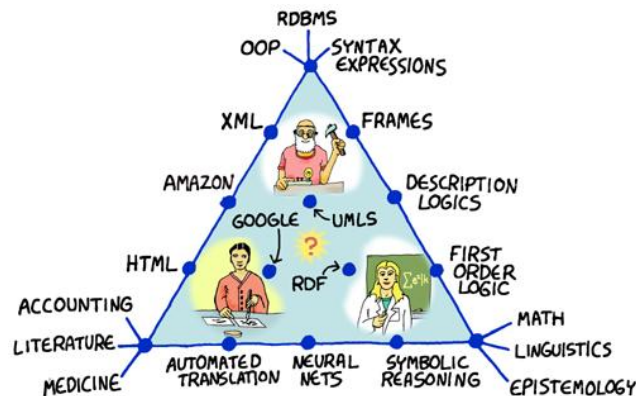 RDBMS
OOP
SYNTAX
EXPRESSIONS
XML
FRAMES
AMAZON
DESCRIPTION
LOGICS
GOOGLE
UMLS
?
HTML
RDF
FIRST
ORDER
LOGIC
ACCOUNTING
LITERATURE
MEDICINE
AUTOMATED
TRANSLATION
NEURAL
NETS
SYMBOLIC
REASONING
MATH
LINGUISTICS
EPISTEMOLOGY